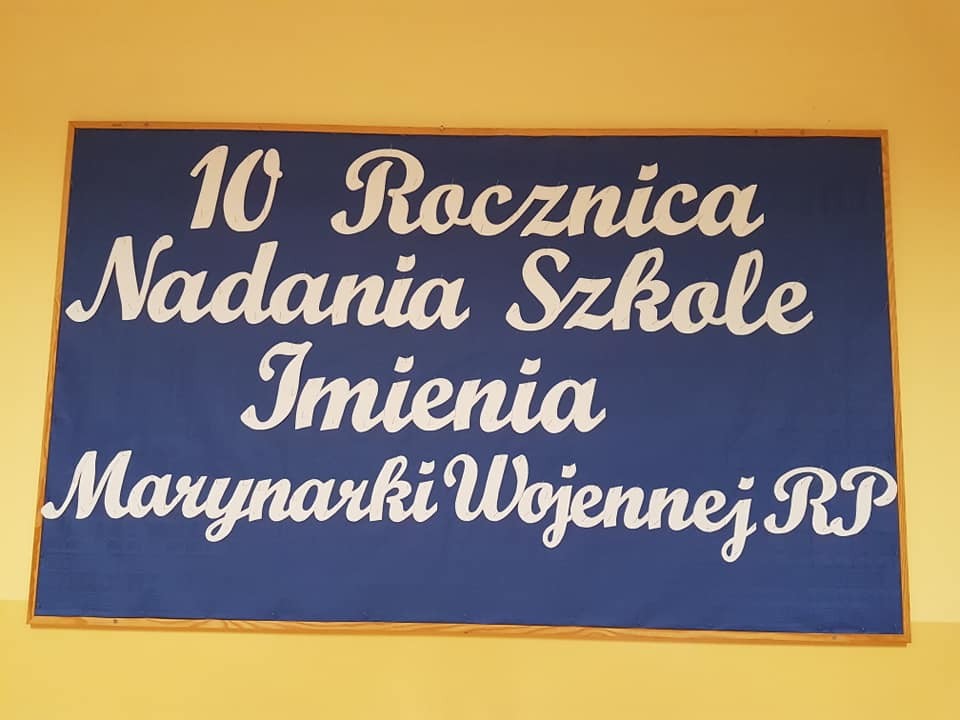 10 Rocznica
Nadania Szkole
Imienia
Marynarki Wojennej RP